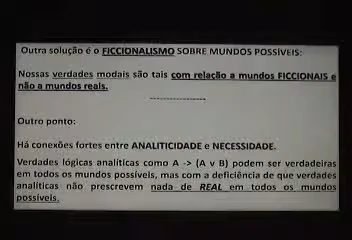 Outra solução é o FICCIONALISMO SOBRE MUNDOS POSSÍVEIS:
Nossas verdades modais são tais com relação a mundos FICCIONAIS e
não a mundos reais.
----------------
Outro ponto:
Há conexões fortes entre ANALITICIDADE e NECESSIDADE.
Verdades lógicas analíticas como A -> (A v B) podem ser verdadeiras
em todos os mundos possíveis, mas com a deficiência de que verdades
analíticas não prescrevem nada de REAL em todos os mundos
possíveis.